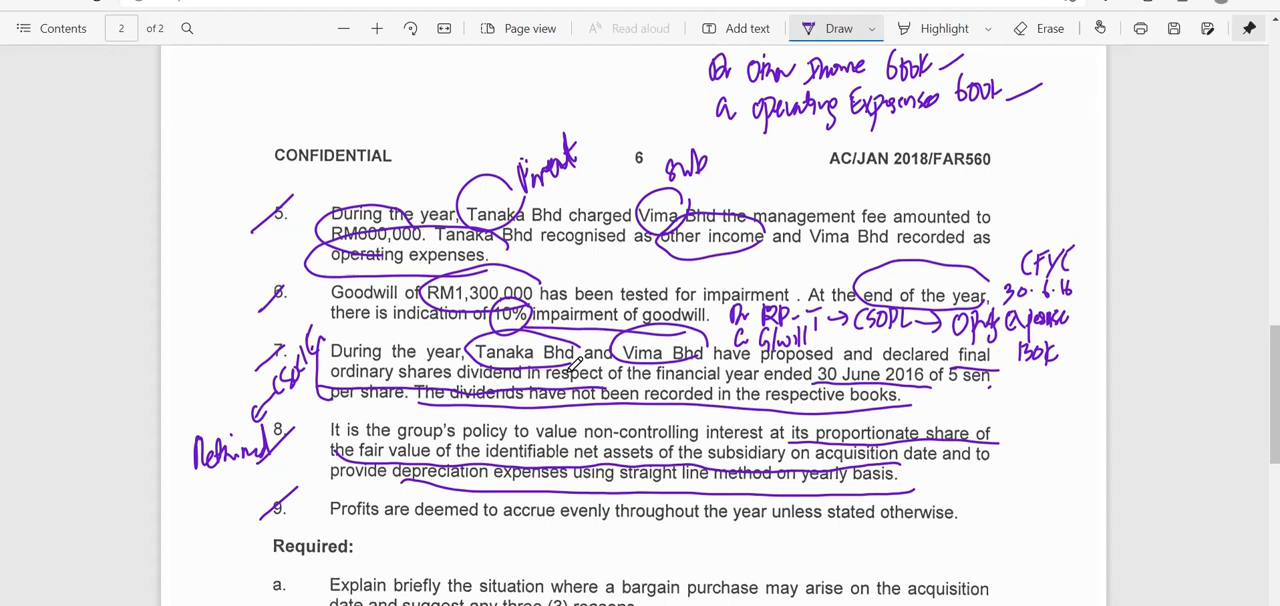 Contents 2 of 2 Page view Read aloud Add text Draw Highlight Erase
Dr Other Income 600k
Cr Operating Expenses 600k
CONFIDENTIAL 6 AC/JAN 2018/FAR560
Parent
Sub
5. During the year, Tanaka Bhd charged Vima Bhd the management fee amounted to
RM600,000. Tanaka Bhd recognised as other income and Vima Bhd recorded as
operating expenses.
CFYC
30.6.16
6. Goodwill of RM1,300,000 has been tested for impairment . At the end of the year,
there is indication of 10% impairment of goodwill.
Dr RP-T → CSOPL → Optg expense
Cr G/will 130k
7. During the year, Tanaka Bhd and Vima Bhd have proposed and declared final
ordinary shares dividend in respect of the financial year ended 30 June 2016 of 5 sen
per share. The dividends have not been recorded in the respective books.
Retained
8. It is the group's policy to value non-controlling interest at its proportionate share of
the fair value of the identifiable net assets of the subsidiary on acquisition date and to
provide depreciation expenses using straight line method on yearly basis.
9. Profits are deemed to accrue evenly throughout the year unless stated otherwise.
Required:
a. Explain briefly the situation where a bargain purchase may arise on the acquisition
date and suggest any three (3) reasons.